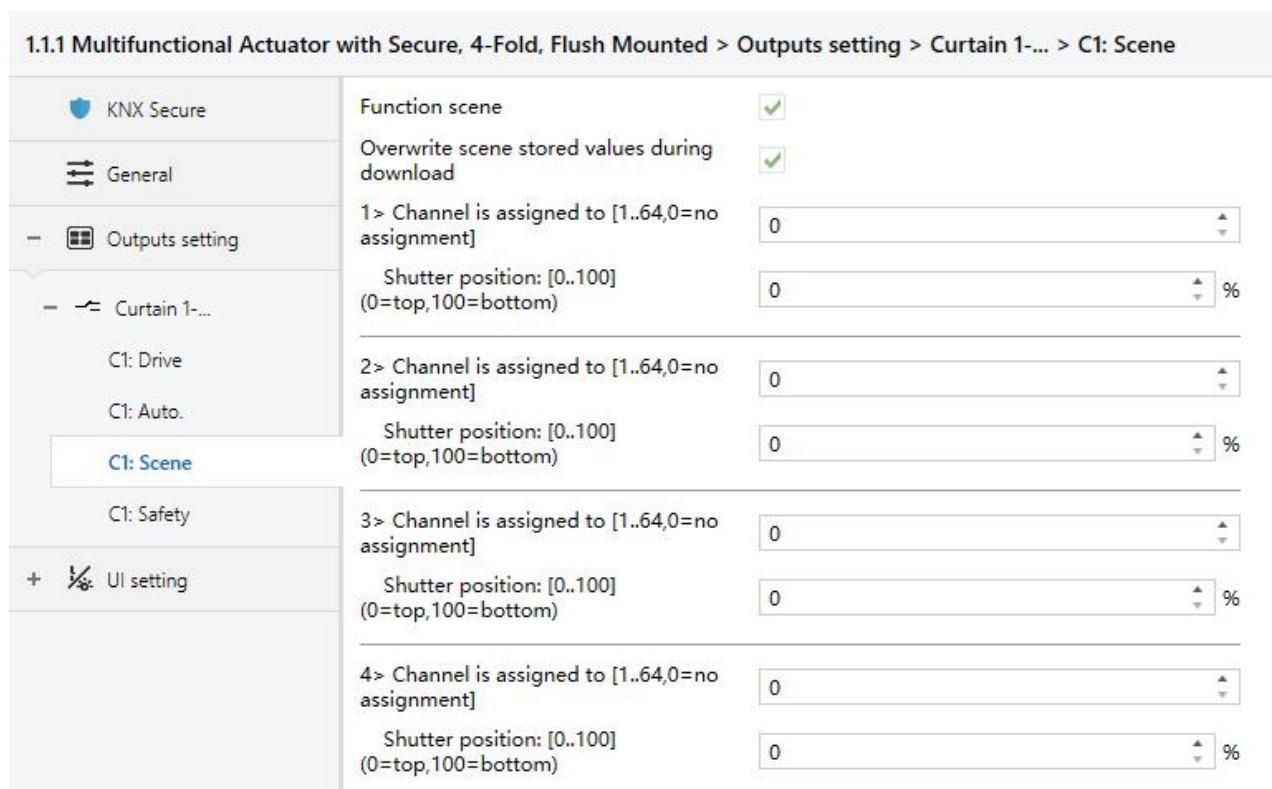 1.1.1 Multifunctional Actuator with Secure, 4-Fold, Flush Mounted > Outputs setting > Curtain 1-... > C1: Scene
KNX Secure
General
Outputs setting
Curtain 1-...
C1: Drive
C1: Auto.
C1: Scene
C1: Safety
UI setting
Function scene
Overwrite scene stored values during
download
1> Channel is assigned to [1..64,0=no
assignment]
0
Shutter position: [0..100]
(0=top,100=bottom)
0 %
2> Channel is assigned to [1..64,0=no
assignment]
0
Shutter position: [0..100]
(0=top,100=bottom)
0 %
3> Channel is assigned to [1..64,0=no
assignment]
0
Shutter position: [0..100]
(0=top,100=bottom)
0 %
4> Channel is assigned to [1..64,0=no
assignment]
0
Shutter position: [0..100]
(0=top,100=bottom)
0 %